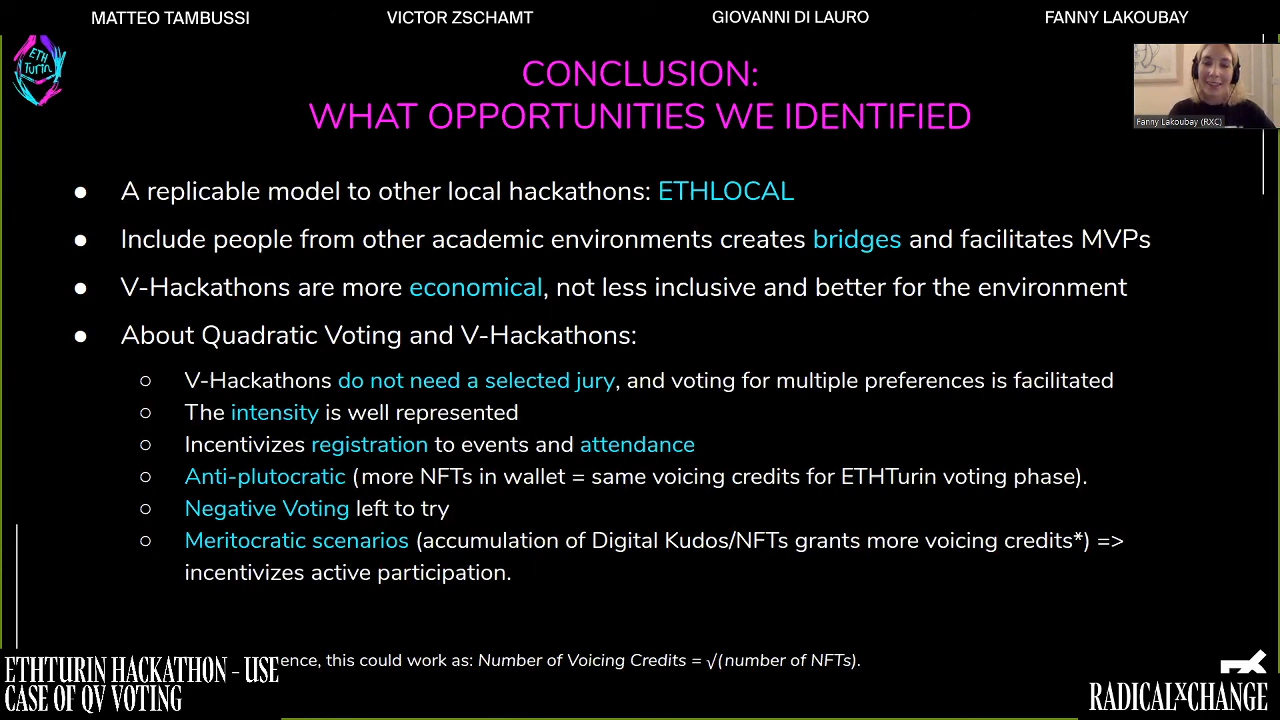 MATTEO TAMBUSSI VICTOR ZSCHAMT GIOVANNI DI LAURO FANNY LAKOUBAY
ETH
Turin
CONCLUSION:
WHAT OPPORTUNITIES WE IDENTIFIED
Fanny Lakoubay (RXC)
● A replicable model to other local hackathons: ETHLOCAL
● Include people from other academic environments creates bridges and facilitates MVPs
● V-Hackathons are more economical, not less inclusive and better for the environment
● About Quadratic Voting and V-Hackathons:
○ V-Hackathons do not need a selected jury, and voting for multiple preferences is facilitated
○ The intensity is well represented
○ Incentivizes registration to events and attendance
○ Anti-plutocratic (more NFTs in wallet = same voicing credits for ETHTurin voting phase).
○ Negative Voting left to try
○ Meritocratic scenarios (accumulation of Digital Kudos/NFTs grants more voicing credits*) =>
incentivizes active participation.
ence, this could work as: Number of Voicing Credits = √(number of NFTs).
ETHTURIN HACKATHON - USE
CASE OF QV VOTING
RADICALXCHANGE